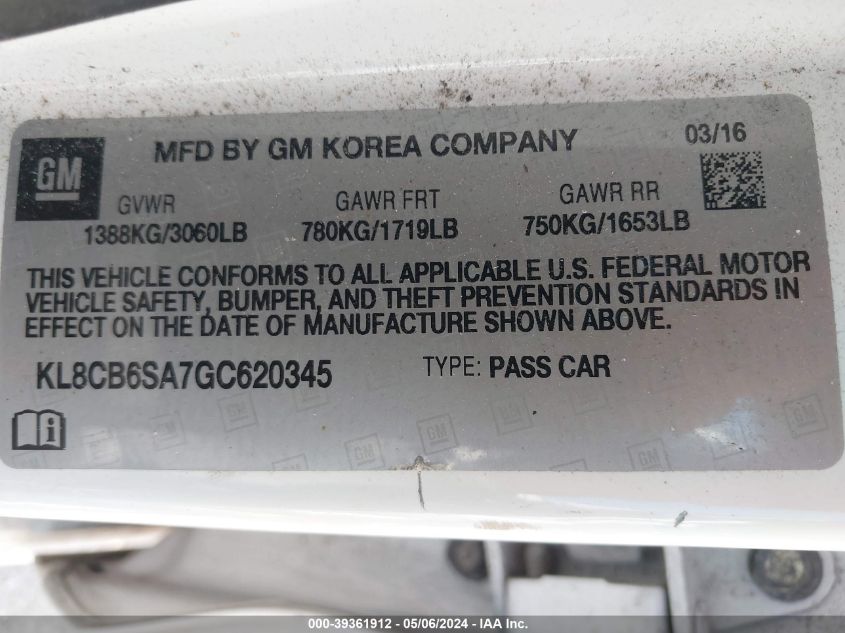 GM MFD BY GM KOREA COMPANY 03/16
GVWR GAWR FRT GAWR RR
1388KG/3060LB 780KG/1719LB 750KG/1653LB
THIS VEHICLE CONFORMS TO ALL APPLICABLE U.S. FEDERAL MOTOR
VEHICLE SAFETY, BUMPER, AND THEFT PREVENTION STANDARDS IN
EFFECT ON THE DATE OF MANUFACTURE SHOWN ABOVE.
KL8CB6SA7GC620345 TYPE: PASS CAR
000-39361912 - 05/06/2024 - IAA Inc.